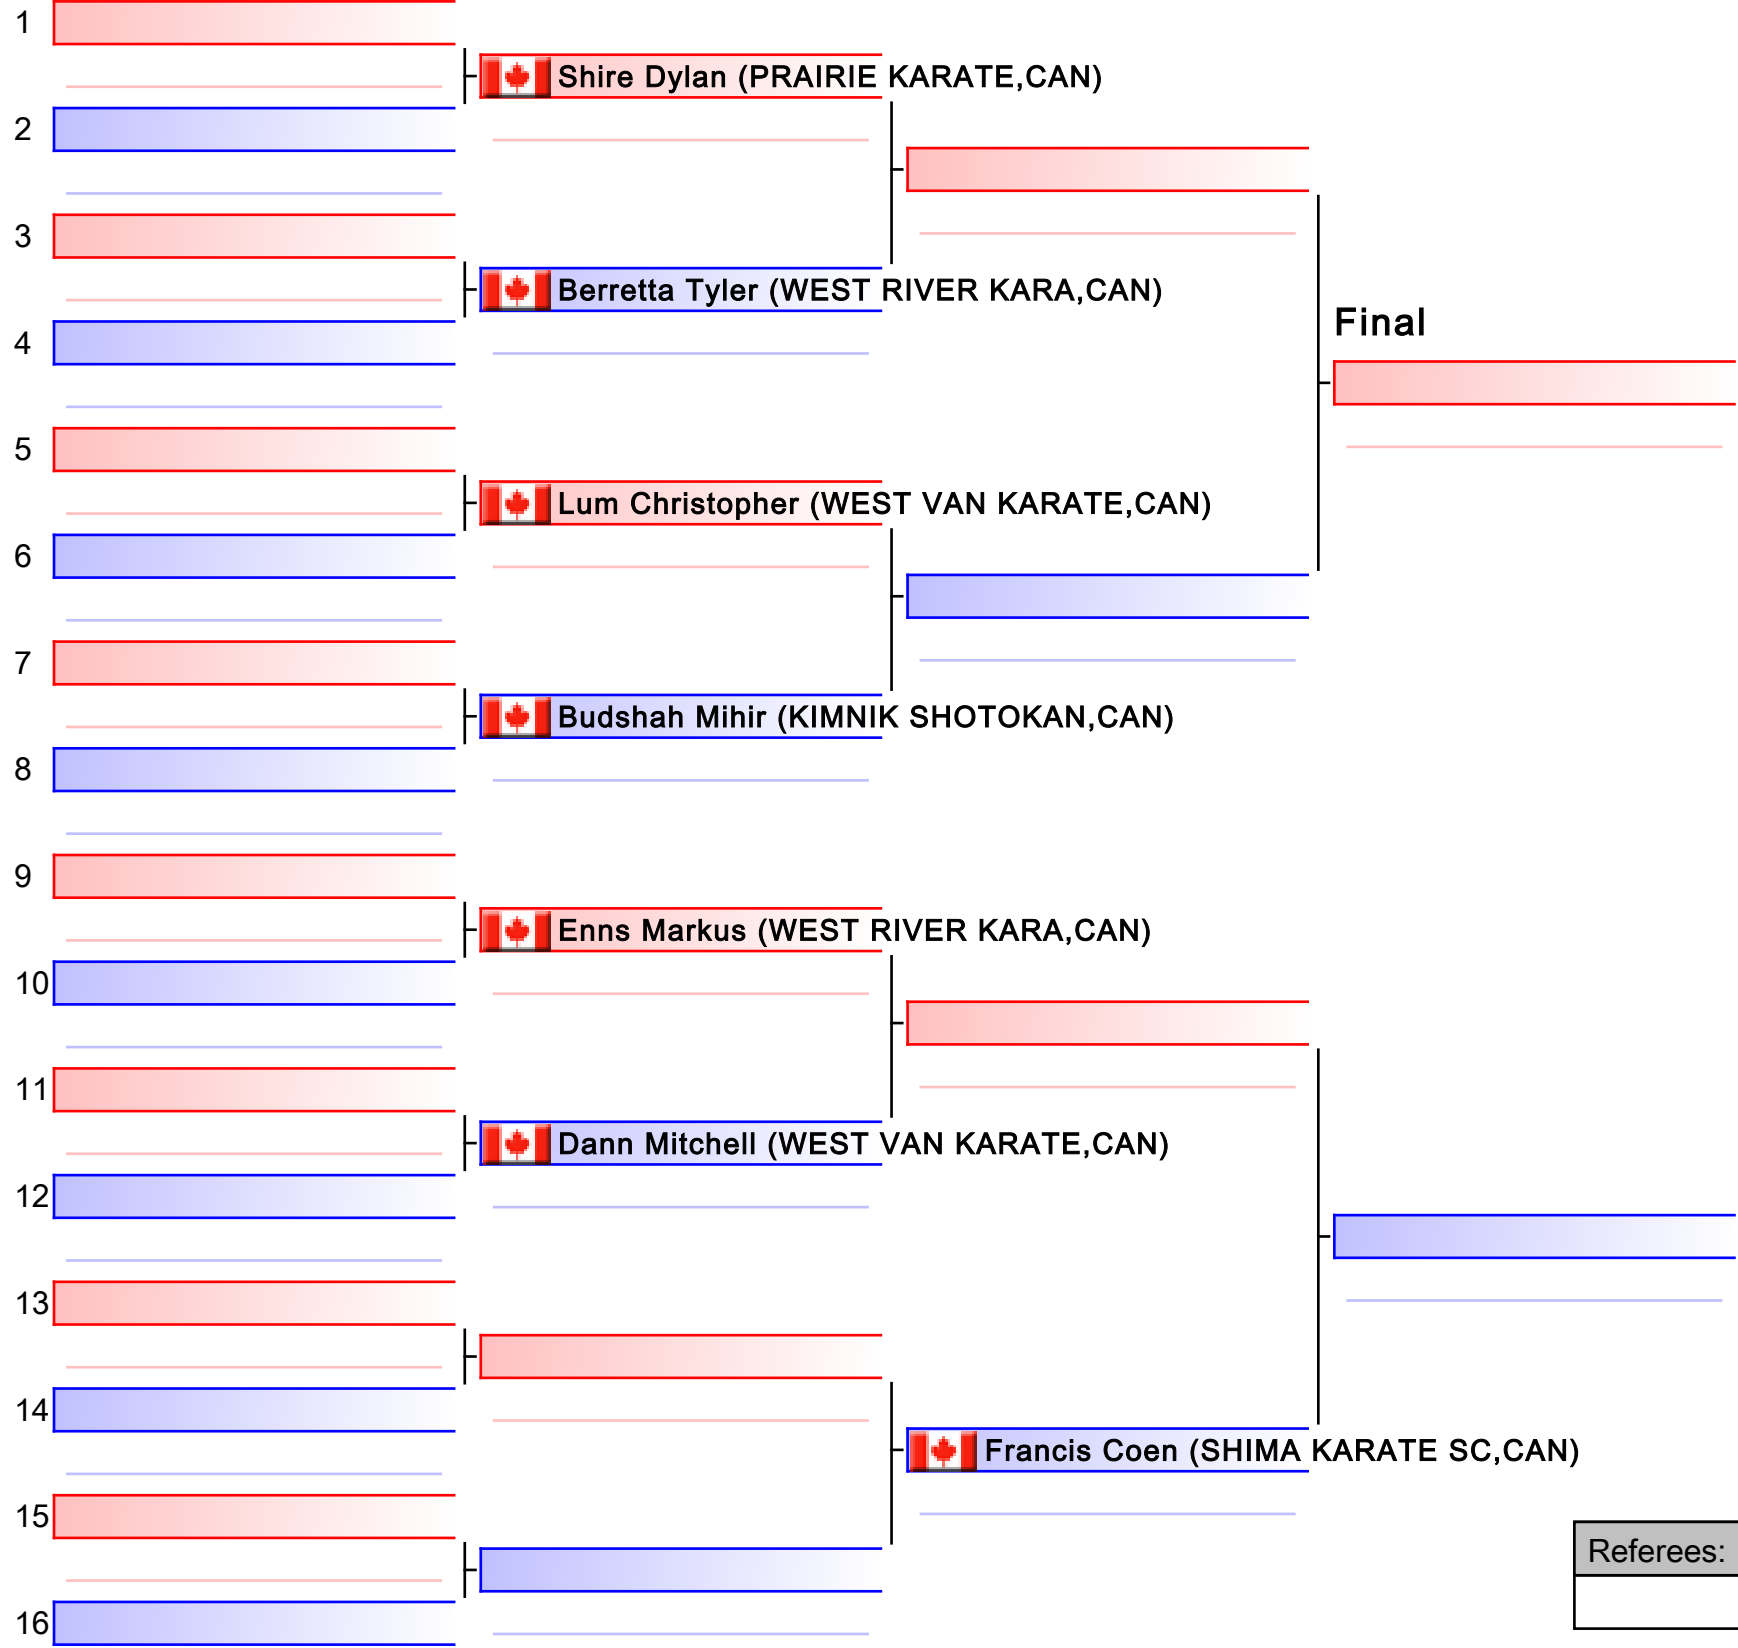 1
Shire Dylan (PRAIRIE KARATE,CAN)
2
3
Berretta Tyler (WEST RIVER KARA,CAN)
Final
4
5
Lum Christopher (WEST VAN KARATE,CAN)
6
7
Budshah Mihir (KIMNIK SHOTOKAN,CAN)
8
9
Enns Markus (WEST RIVER KARA,CAN)
10
11
Dann Mitchell (WEST VAN KARATE,CAN)
12
13
14
Francis Coen (SHIMA KARATE SC,CAN)
15
Referees:
16